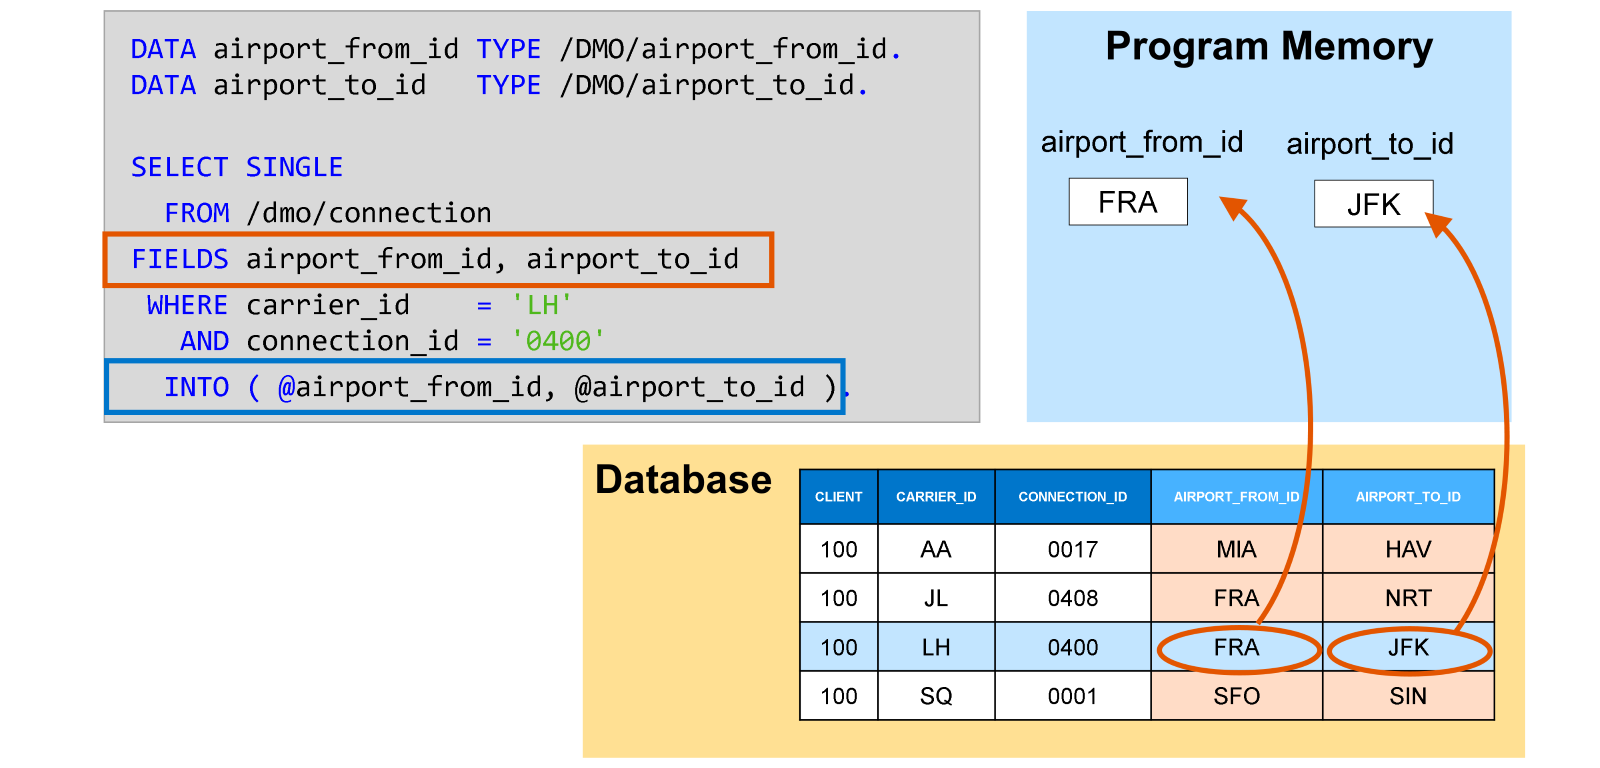 DATA airport_from_id TYPE /DMO/airport_from_id.
DATA airport_to_id   TYPE /DMO/airport_to_id.
SELECT SINGLE
FROM /dmo/connection
FIELDS airport_from_id, airport_to_id
WHERE carrier_id    = 'LH'
AND connection_id = '0400'
INTO ( @airport_from_id, @airport_to_id ).
Program Memory
airport_from_id airport_to_id
FRA JFK
Database
CLIENT CARRIER_ID CONNECTION_ID AIRPORT_FROM_ID AIRPORT_TO_ID
100 AA 0017 MIA HAV
100 JL 0408 FRA NRT
100 LH 0400 FRA JFK
100 SQ 0001 SFO SIN